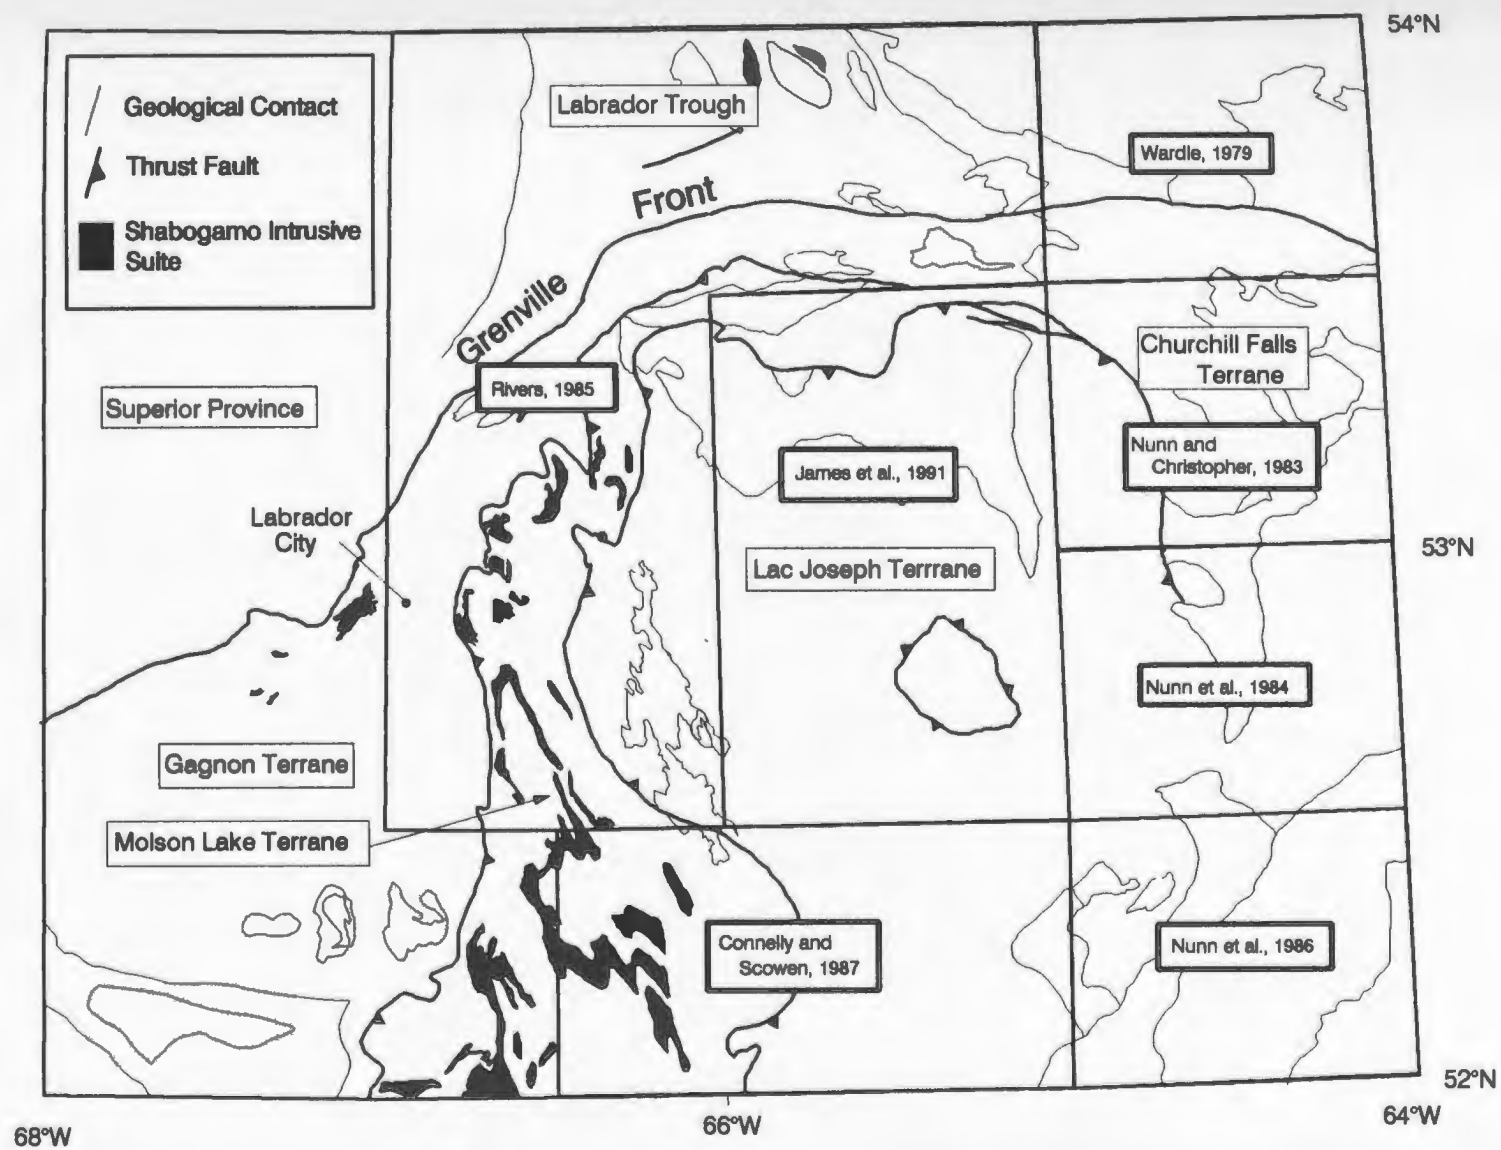 54°N
Geological Contact
Thrust Fault
Shabogamo Intrusive
Suite
Labrador Trough
Wardle, 1979
Front
Grenville
Churchill Falls
Terrane
Rivers, 1985
Superior Province
Nunn and
Christopher, 1983
James et al., 1991
Labrador
City
53°N
Lac Joseph Terrrane
Nunn et al., 1984
Gagnon Terrane
Molson Lake Terrane
Connelly and
Scowen, 1987
Nunn et al., 1986
52°N
68°W
66°W
64°W